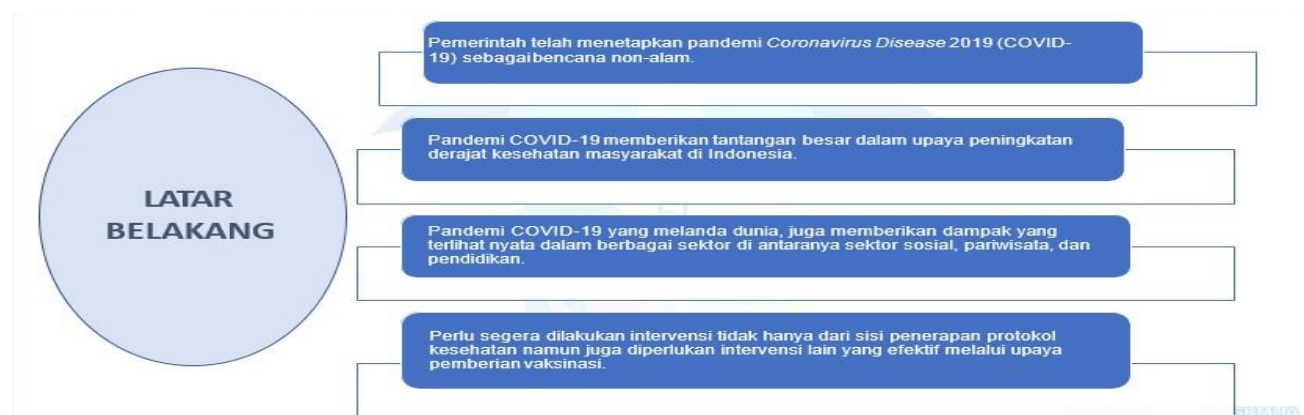 LATAR
BELAKANG
Pemerintah telah menetapkan pandemi Coronavirus Disease 2019 (COVID-
19) sebagaibencana non-alam.
Pandemi COVID-19 memberikan tantangan besar dalam upaya peningkatan
derajat kesehatan masyarakat di Indonesia.
Pandemi COVID-19 yang melanda dunia, juga memberikan dampak yang
terlihat nyata dalam berbagai sektor di antaranya sektor sosial, pariwisata, dan
pendidikan.
Perlu segera dilakukan intervensi tidak hanya dari sisi penerapan protokol
kesehatan namun juga diperlukan intervensi lain yang efektif melalui upaya
pemberian vaksinasi.
SEMUA